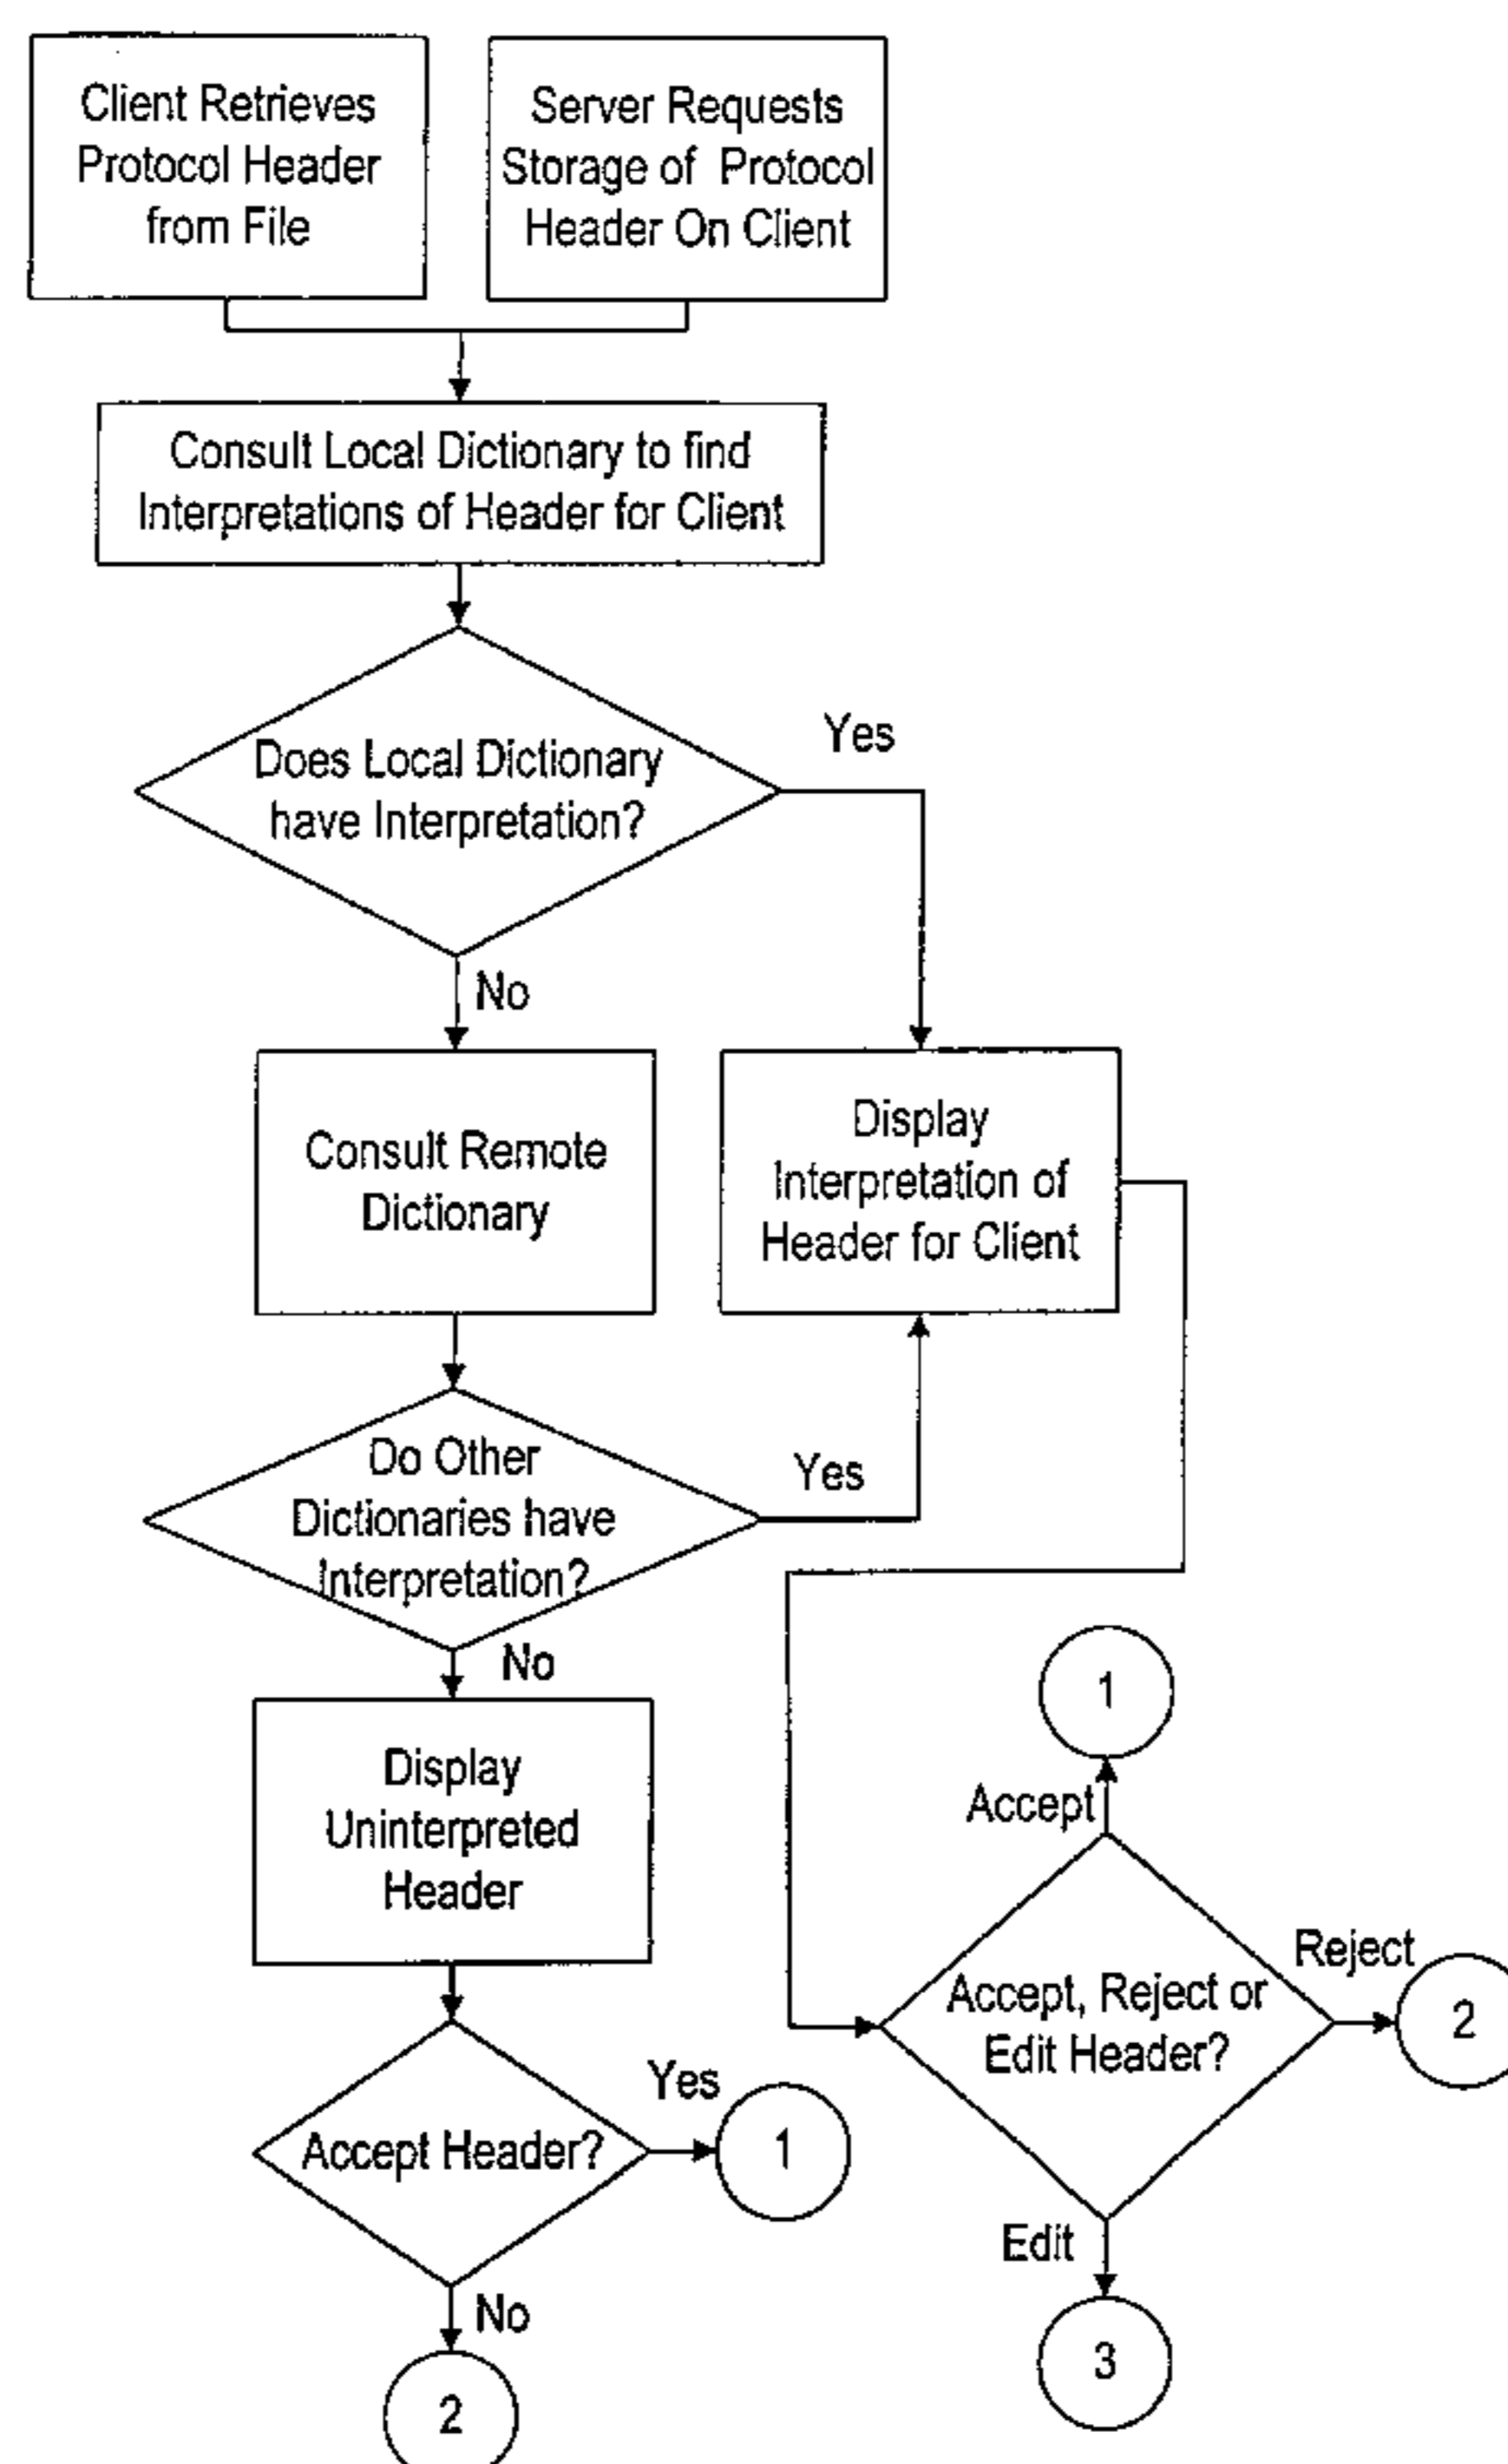 Client Retrieves
Protocol Header
from File
Server Requests
Storage of Protocol
Header On Client
Consult Local Dictionary to find
Interpretations of Header for Client
Does Local Dictionary
have Interpretation?
Yes
No
Consult Remote
Dictionary
Display
Interpretation of
Header for Client
Do Other
Dictionaries have
Interpretation?
Yes
No
Display
Uninterpreted
Header
1
Accept
Accept, Reject or
Edit Header?
Reject
2
Edit
3
Accept Header?
Yes
1
No
2